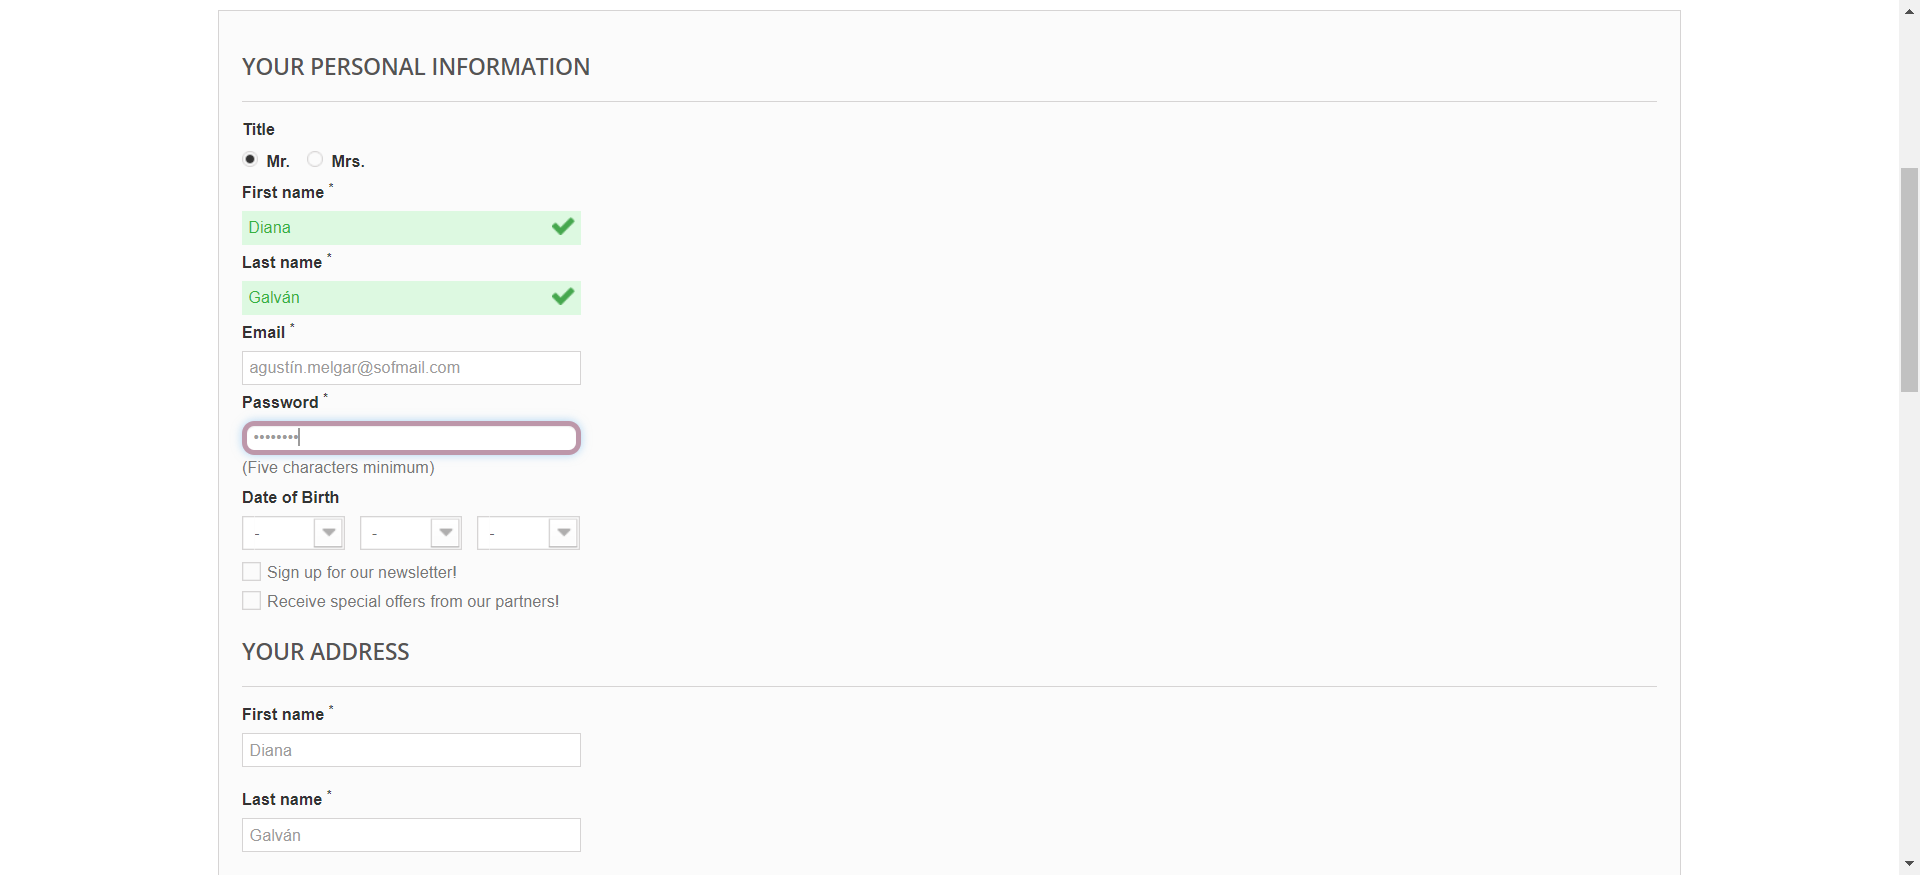 YOUR PERSONAL INFORMATION
Title
Mr. Mrs.
First name *
Diana
Last name *
Galván
Email *
agustín.melgar@sofmail.com
Password *
••••••••
(Five characters minimum)
Date of Birth
- - -
Sign up for our newsletter!
Receive special offers from our partners!
YOUR ADDRESS
First name *
Diana
Last name *
Galván